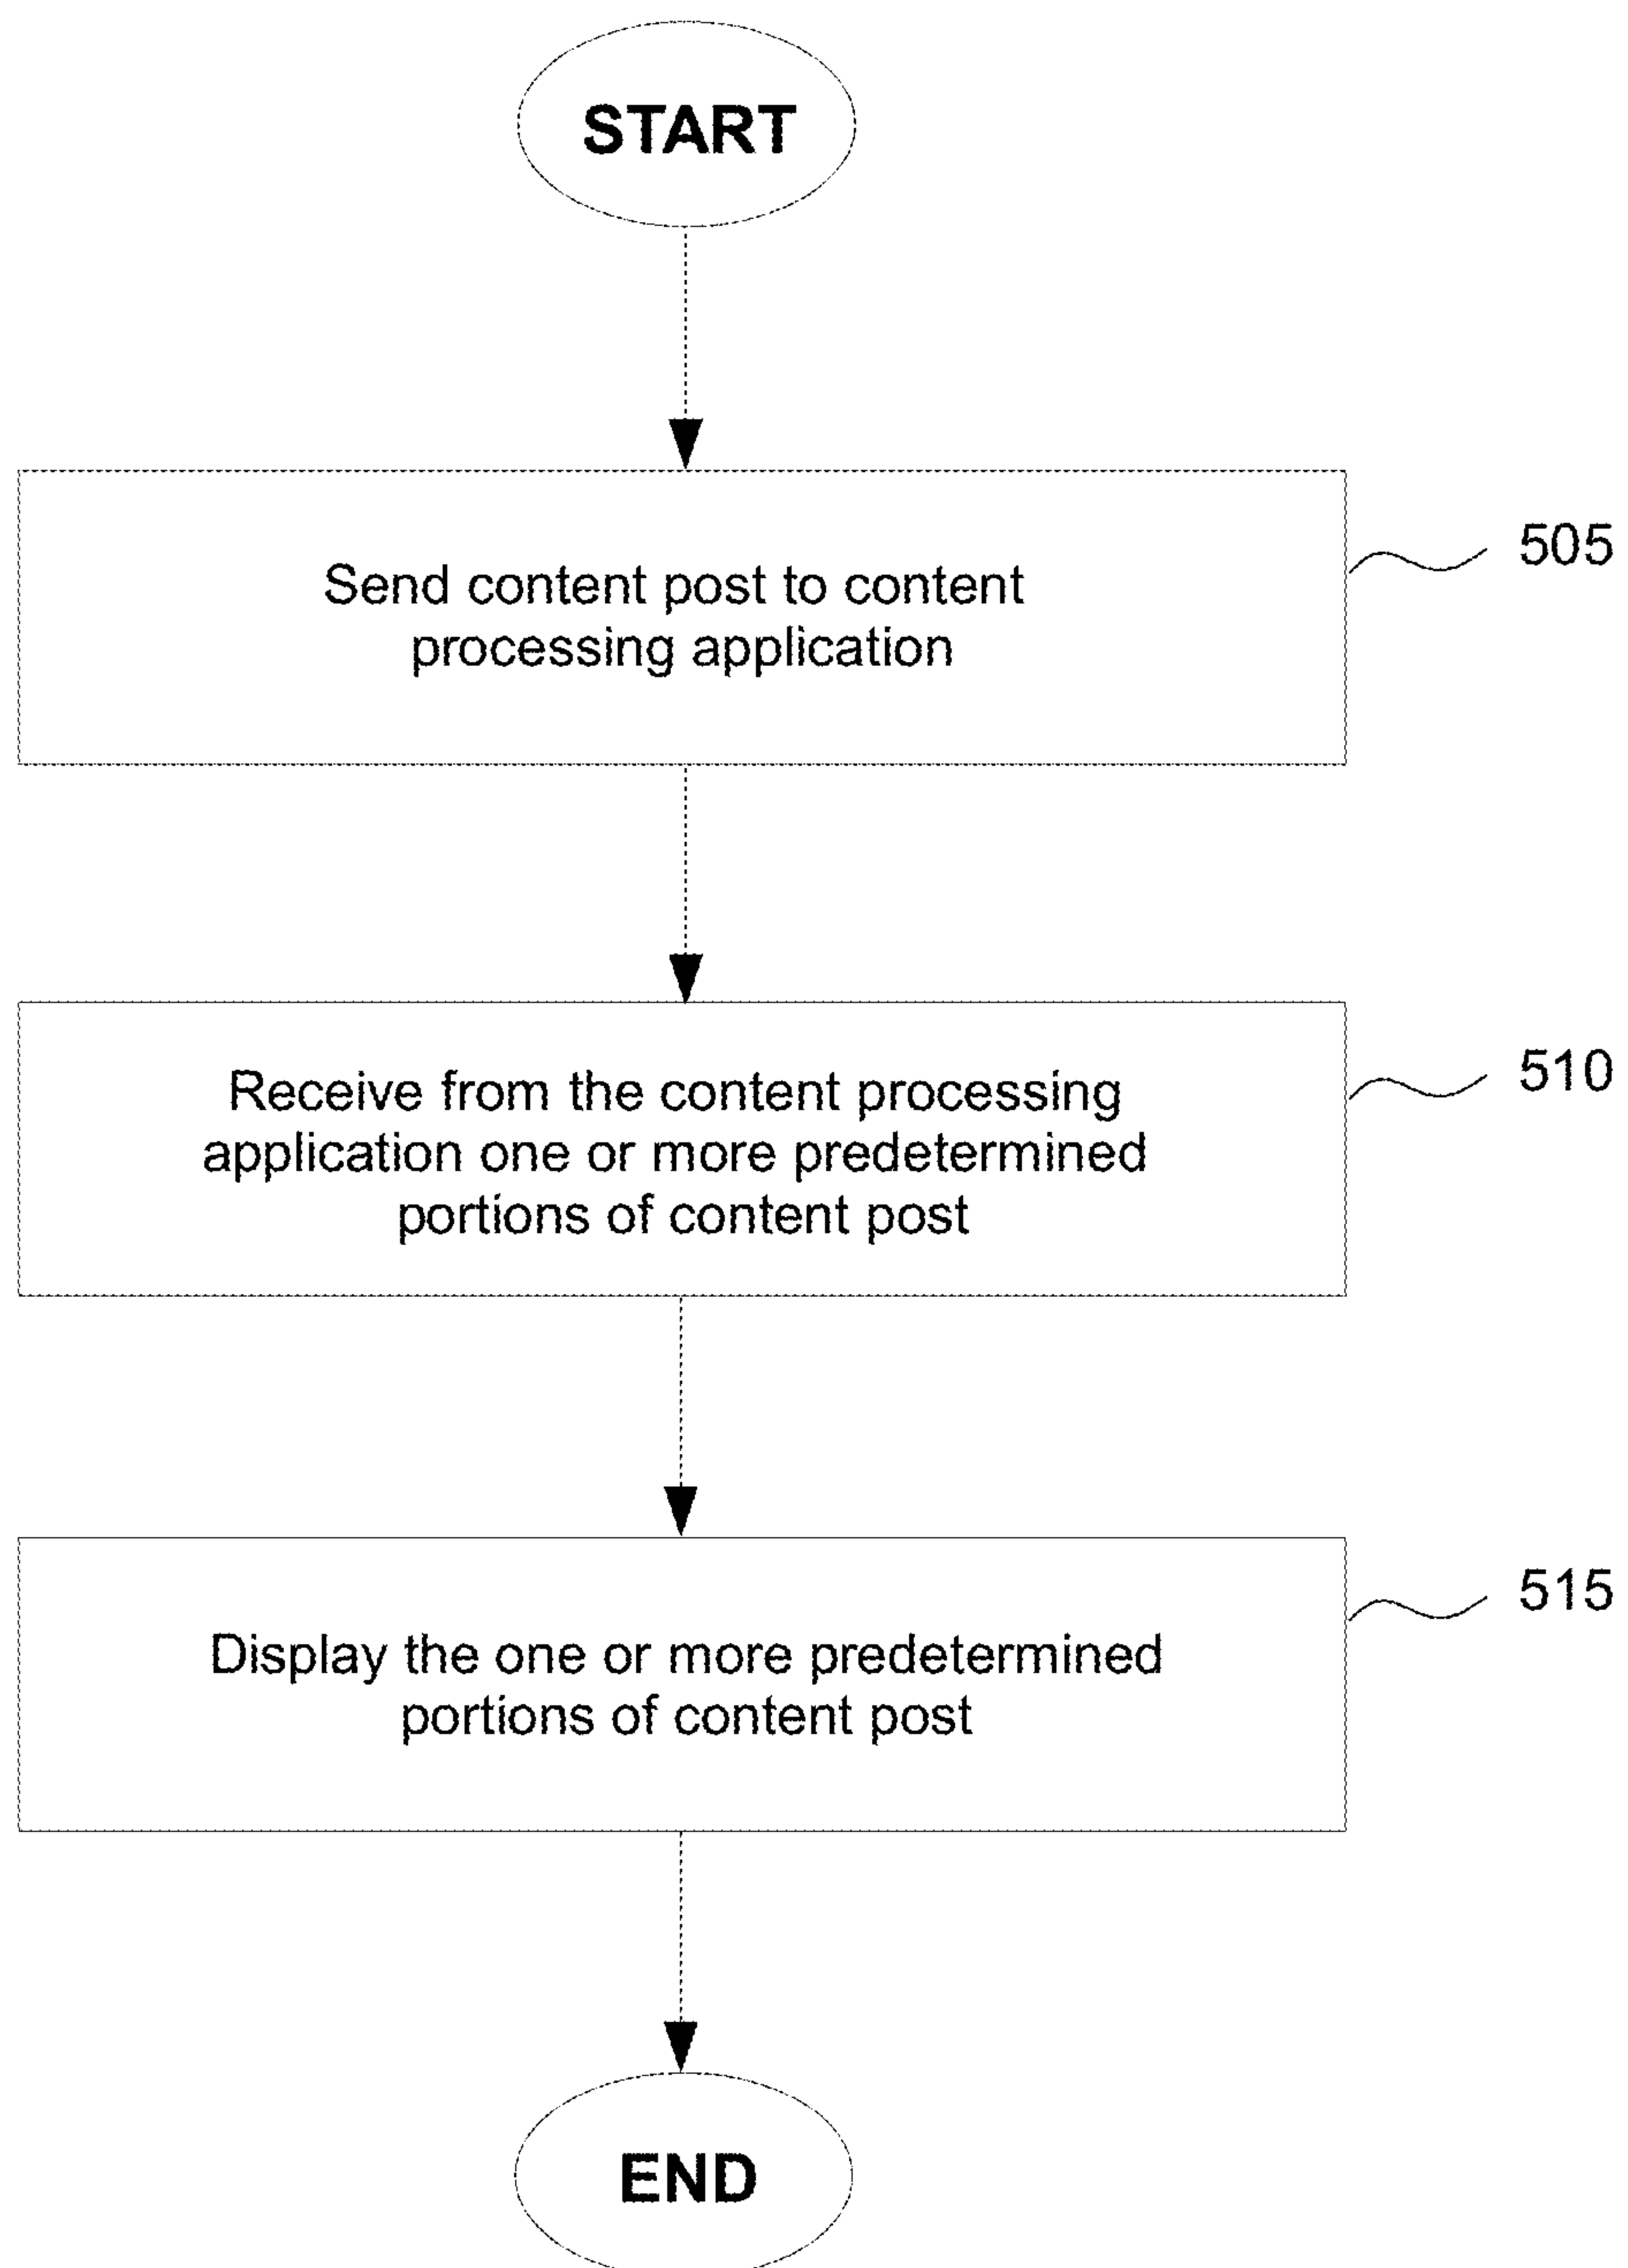 START
Send content post to content
processing application
505
Receive from the content processing
application one or more predetermined
portions of content post
510
Display the one or more predetermined
portions of content post
515
END